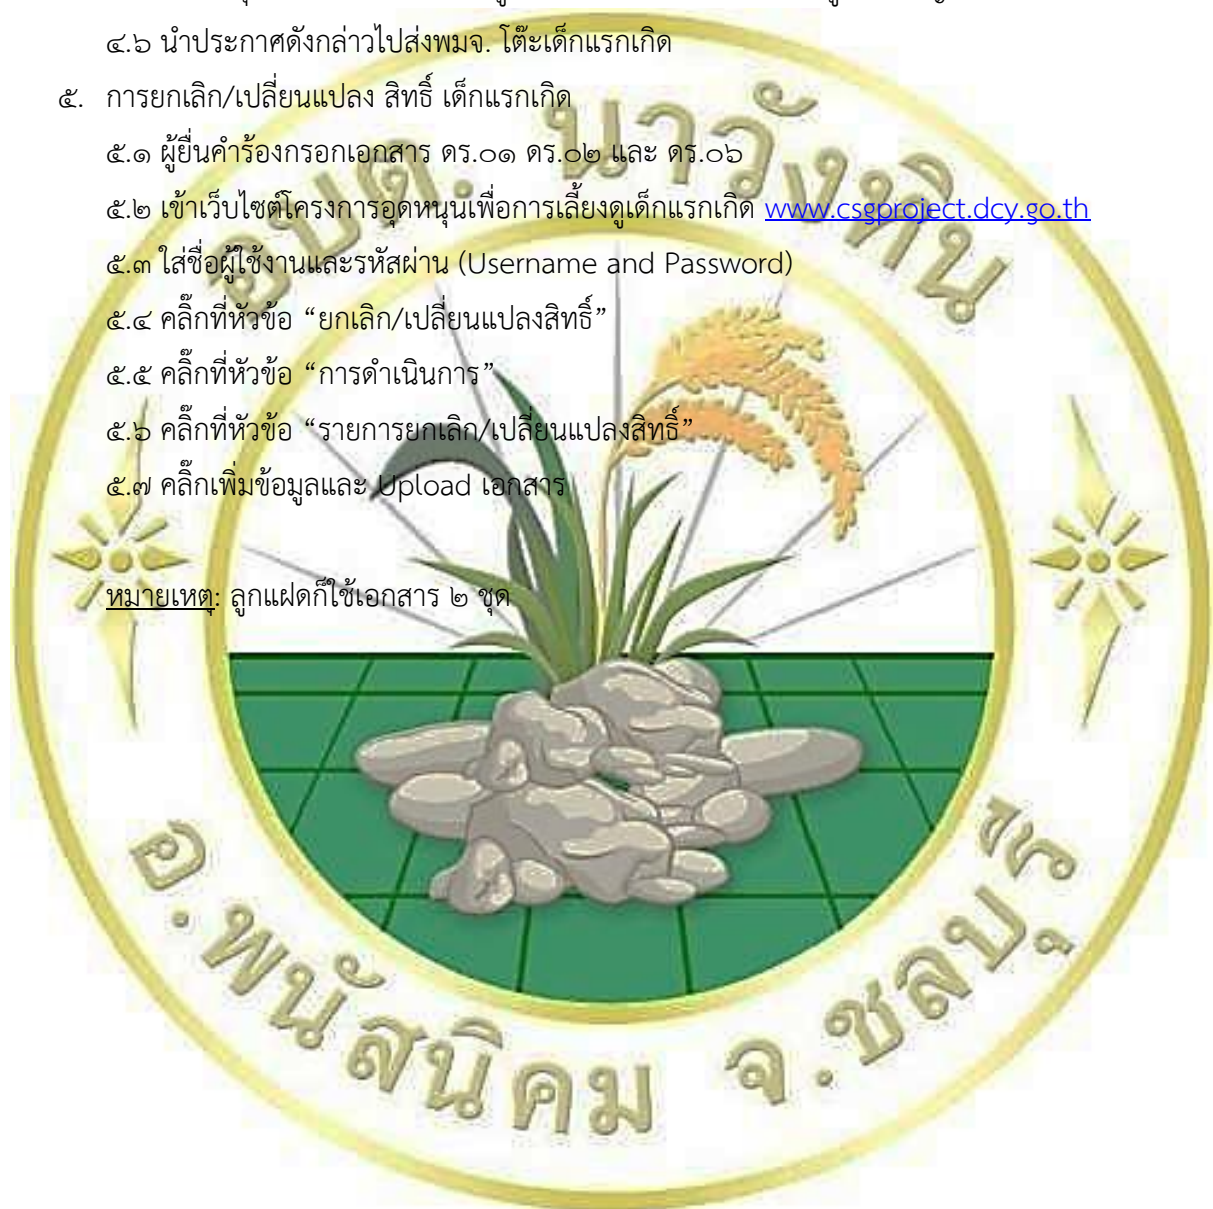 ๔.๖ นำประกาศดังกล่าวไปส่งพมจ. โต๊ะเด็กแรกเกิด
๕. การยกเลิก/เปลี่ยนแปลง สิทธิ์ เด็กแรกเกิด
๕.๑ ผู้ยื่นคำร้องกรอกเอกสาร ดร.๐๑ ดร.๐๒ และ ดร.๐๖
๕.๒ เข้าเว็บไซต์โครงการอุดหนุนเพื่อการเลี้ยงดูเด็กแรกเกิด www.csgproject.dcy.go.th
๕.๓ ใส่ชื่อผู้ใช้งานและรหัสผ่าน (Username and Password)
๕.๔ คลิ๊กที่หัวข้อ “ยกเลิก/เปลี่ยนแปลงสิทธิ์”
๕.๕ คลิ๊กที่หัวข้อ “การดำเนินการ”
๕.๖ คลิ๊กที่หัวข้อ “รายการยกเลิก/เปลี่ยนแปลงสิทธิ์”
๕.๗ คลิ๊กเพิ่มข้อมูลและ Upload เอกสาร
หมายเหตุ: ลูกแฝดก็ใช้เอกสาร ๒ ชุด
อบต. นาวังหิน
อ.พนัสนิคม จ.ชลบุรี